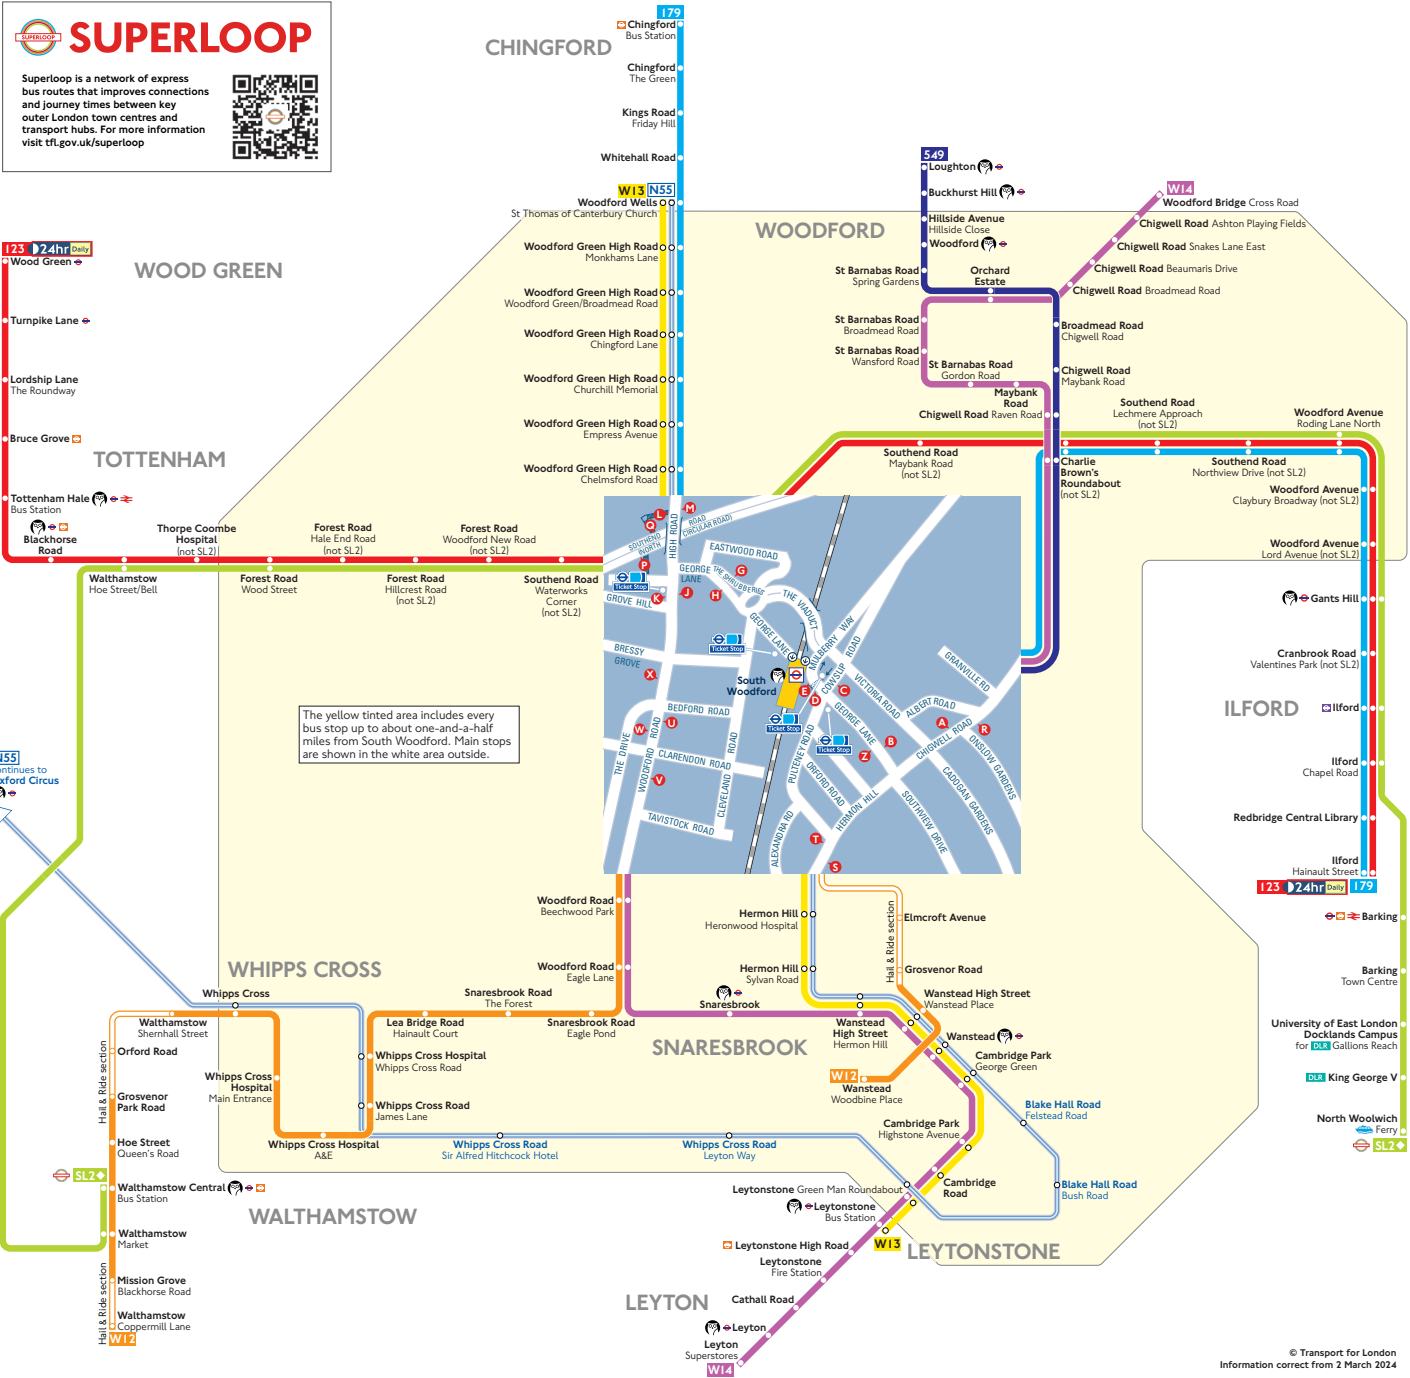 SUPERLOOP
SUPERLOOP
Superloop is a network of express
bus routes that improves connections
and journey times between key
outer London town centres and
transport hubs. For more information
visit tfl.gov.uk/superloop
179
CHINGFORD
Chingford
Bus Station
Chingford
The Green
Kings Road
Friday Hill
Whitehall Road
W13 N55
Woodford Wells
St Thomas of Canterbury Church
Woodford Green High Road
Monkhams Lane
Woodford Green High Road
Woodford Green/Broadmead Road
Woodford Green High Road
Chingford Lane
Woodford Green High Road
Churchill Memorial
Woodford Green High Road
Empress Avenue
Woodford Green High Road
Chelmsford Road
549
Loughton
Buckhurst Hill
Hillside Avenue
Hillside Close
Woodford
WOODFORD
St Barnabas Road
Spring Gardens
Orchard
Estate
St Barnabas Road
Broadmead Road
St Barnabas Road
Wansford Road
St Barnabas Road
Gordon Road
Maybank
Road
Chigwell Road Raven Road
W14
Woodford Bridge Cross Road
Chigwell Road Ashton Playing Fields
Chigwell Road Snakes Lane East
Chigwell Road Beaumaris Drive
Chigwell Road Broadmead Road
Broadmead Road
Chigwell Road
Chigwell Road
Maybank Road
Southend Road
Lechmere Approach
(not SL2)
Woodford Avenue
Roding Lane North
Southend Road
Maybank Road
(not SL2)
Charlie
Brown's
Roundabout
(not SL2)
Southend Road
Northview Drive (not SL2)
Woodford Avenue
Claybury Broadway (not SL2)
Woodford Avenue
Lord Avenue (not SL2)
Gants Hill
Cranbrook Road
Valentines Park (not SL2)
ILFORD
Ilford
Ilford
Chapel Road
Redbridge Central Library
Ilford
Hainault Street
123 24hr Daily 179
Barking
Barking
Town Centre
University of East London
Docklands Campus
for DLR Gallions Reach
DLR King George V
North Woolwich
Ferry
SL2
123 24hr Daily
Wood Green
WOOD GREEN
Turnpike Lane
Lordship Lane
The Roundway
Bruce Grove
TOTTENHAM
Tottenham Hale
Bus Station
Blackhorse
Road
Thorpe Coombe
Hospital
(not SL2)
Forest Road
Hale End Road
(not SL2)
Forest Road
Woodford New Road
(not SL2)
Walthamstow
Hoe Street/Bell
Forest Road
Wood Street
Forest Road
Hillcrest Road
(not SL2)
Southend Road
Waterworks
Corner
(not SL2)
The yellow tinted area includes every
bus stop up to about one-and-a-half
miles from South Woodford. Main stops
are shown in the white area outside.
L
M
Q
P
SOUTHEND ROAD
(NORTH CIRCULAR ROAD)
HIGH ROAD
EASTWOOD ROAD
GEORGE
LANE
THE SHRUBBERIES
G
H
J
K
Ticket Stop
GROVE HILL
THE VIADUCT
GEORGE LANE
MULBERRY WAY
COWSLIP ROAD
BRESSY
GROVE
Ticket Stop
South
Woodford
X
E
D
C
VICTORIA ROAD
GRANVILLE RD
ALBERT ROAD
BEDFORD ROAD
U
W
Ticket Stop
Ticket Stop
GEORGE LANE
B
Z
A
R
CHIGWELL ROAD
ONSLOW GARDENS
THE DRIVE
WOODFORD ROAD
CLARENDON ROAD
V
CLEVELAND ROAD
TAVISTOCK ROAD
PULTENEY ROAD
ORFORD ROAD
HERMON HILL
ALEXANDRA RD
SOUTHVIEW DRIVE
CADOGAN GARDENS
T
S
N55
Oxford Circus
WHIPPS CROSS
Whipps Cross
Walthamstow
Shernhall Street
Hail & Ride section
Orford Road
Grosvenor
Park Road
Hoe Street
Queen's Road
SL2
Walthamstow Central
Bus Station
WALTHAMSTOW
Walthamstow
Market
Hail & Ride section
Mission Grove
Blackhorse Road
Walthamstow
Coppermill Lane
W12
Whipps Cross
Hospital
Main Entrance
Whipps Cross Hospital
A&E
Lea Bridge Road
Hainault Court
Whipps Cross Hospital
Whipps Cross Road
Whipps Cross Road
James Lane
Snaresbrook Road
The Forest
Snaresbrook Road
Eagle Pond
Woodford Road
Beechwood Park
Woodford Road
Eagle Lane
Whipps Cross Road
Sir Alfred Hitchcock Hotel
Whipps Cross Road
Leyton Way
Snaresbrook
SNARESBROOK
Hermon Hill
Heronwood Hospital
Hermon Hill
Sylvan Road
Hail & Ride section
Elmcroft Avenue
Grosvenor Road
Wanstead High Street
Wanstead Place
Wanstead
High Street
Hermon Hill
Wanstead
Cambridge Park
George Green
W12
Wanstead
Woodbine Place
Blake Hall Road
Felstead Road
Cambridge Park
Highstone Avenue
Cambridge
Road
Blake Hall Road
Bush Road
Leytonstone Green Man Roundabout
Leytonstone
Bus Station
W13
LEYTONSTONE
Leytonstone High Road
Leytonstone
Fire Station
LEYTON
Cathall Road
Leyton
Leyton
Superstores
W14
© Transport for London
Information correct from 2 March 2024